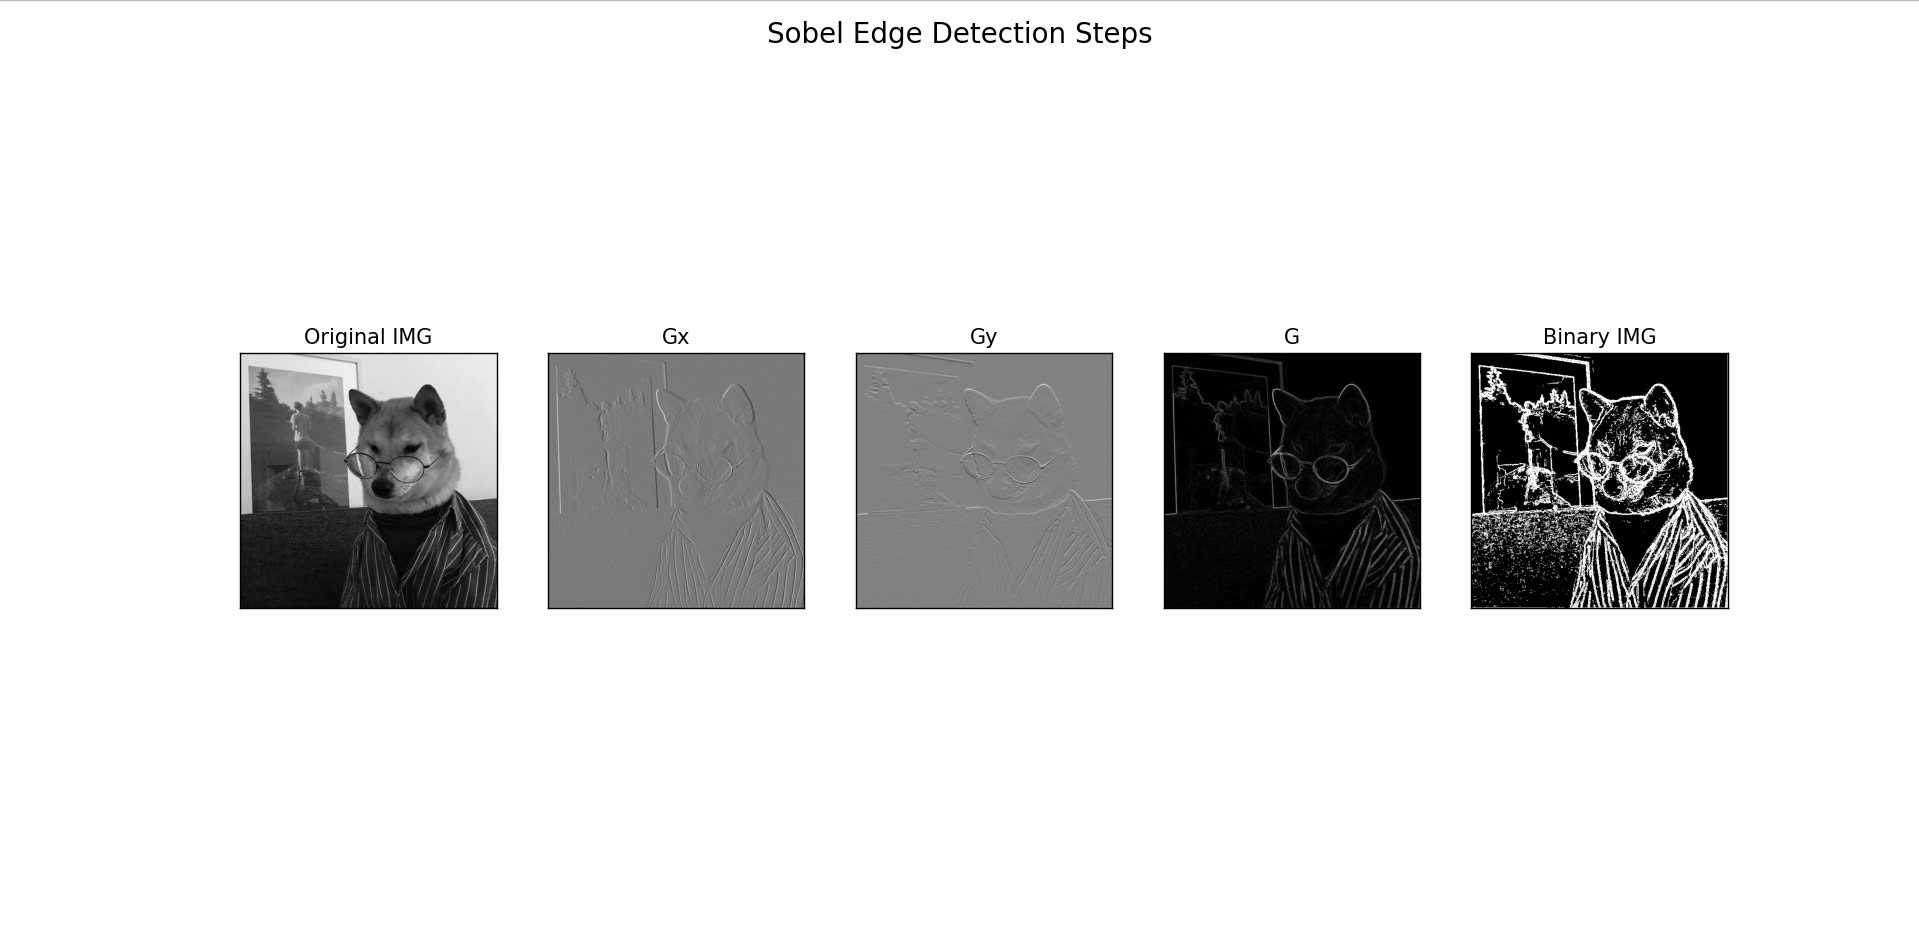 Sobel Edge Detection Steps
Original IMG
Gx
Gy
G
Binary IMG